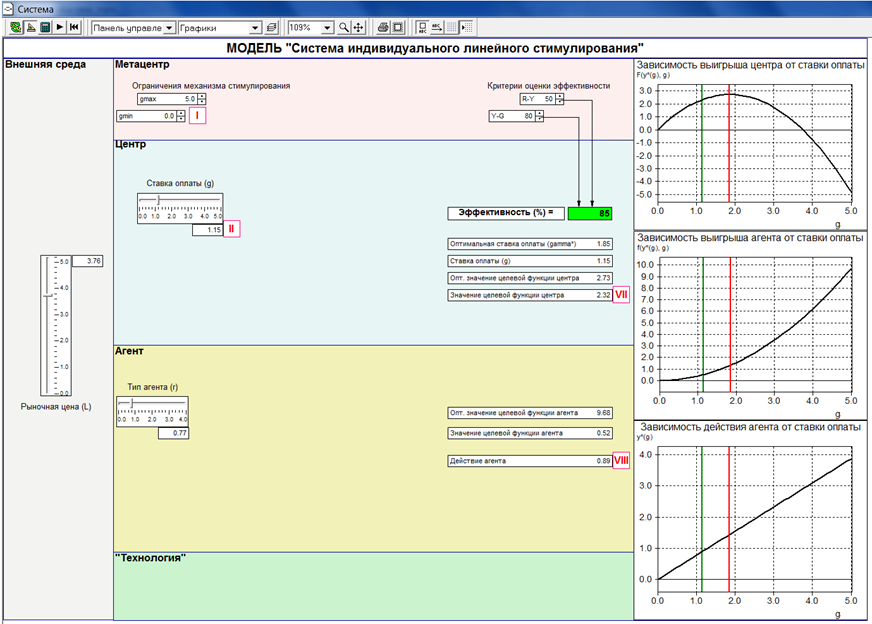 Система
Панель управле
Графики
109%
МОДЕЛЬ "Система индивидуального линейного стимулирования"
Внешняя среда
5.0
3.76
4.0
3.0
2.0
1.0
0.0
Рыночная цена (L)
Метацентр
Ограничения механизма стимулирования
gmax 5.0
gmin 0.0
I
Критерии оценки эффективности
R-Y 50
Y-G 80
Центр
Ставка оплаты (g)
0.0 1.0 2.0 3.0 4.0 5.0
1.15
II
Эффективность (%) = 85
Оптимальная ставка оплаты (gamma*) 1.85
Ставка оплаты (g) 1.15
Опт. значение целевой функции центра 2.73
Значение целевой функции центра 2.32
VII
Агент
Тип агента (r)
0.0 1.0 2.0 3.0 4.0
0.77
Опт. значение целевой функции агента 9.68
Значение целевой функции агента 0.52
Действие агента 0.89
VIII
"Технология"
Зависимость выигрыша центра от ставки оплаты
F(y*(g), g)
3.0
2.0
1.0
0.0
-1.0
-2.0
-3.0
-4.0
-5.0
0.0 1.0 2.0 3.0 4.0 5.0
g
Зависимость выигрыша агента от ставки оплаты
f(y*(g), g)
10.0
9.0
8.0
7.0
6.0
5.0
4.0
3.0
2.0
1.0
0.0
0.0 1.0 2.0 3.0 4.0 5.0
g
Зависимость действия агента от ставки оплаты
y*(g)
4.0
3.0
2.0
1.0
0.0
0.0 1.0 2.0 3.0 4.0 5.0
g